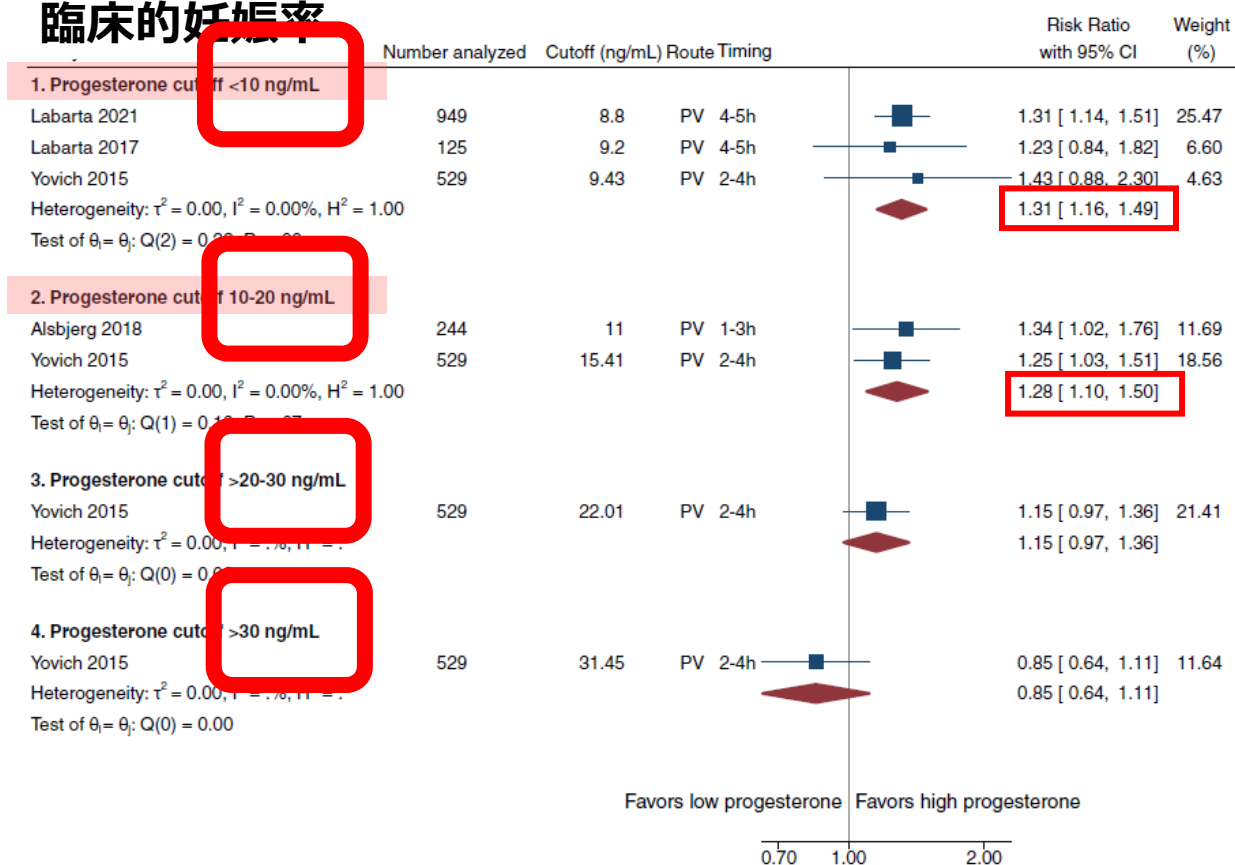 臨床的妊娠率
Number analyzed Cutoff (ng/mL) Route Timing Risk Ratio with 95% CI Weight (%)
1. Progesterone cutoff <10 ng/mL
Labarta 2021 949 8.8 PV 4-5h 1.31 [ 1.14, 1.51] 25.47
Labarta 2017 125 9.2 PV 4-5h 1.23 [ 0.84, 1.82] 6.60
Yovich 2015 529 9.43 PV 2-4h 1.43 [ 0.88, 2.30] 4.63
Heterogeneity: τ² = 0.00, I² = 0.00%, H² = 1.00 1.31 [ 1.16, 1.49]
Test of θᵢ= θⱼ: Q(2) = 0.
2. Progesterone cutoff 10-20 ng/mL
Alsbjerg 2018 244 11 PV 1-3h 1.34 [ 1.02, 1.76] 11.69
Yovich 2015 529 15.41 PV 2-4h 1.25 [ 1.03, 1.51] 18.56
Heterogeneity: τ² = 0.00, I² = 0.00%, H² = 1.00 1.28 [ 1.10, 1.50]
Test of θᵢ= θⱼ: Q(1) = 0.
3. Progesterone cutoff >20-30 ng/mL
Yovich 2015 529 22.01 PV 2-4h 1.15 [ 0.97, 1.36] 21.41
Heterogeneity: τ² = 0.00, 1.15 [ 0.97, 1.36]
Test of θᵢ= θⱼ: Q(0) = 0.
4. Progesterone cutoff >30 ng/mL
Yovich 2015 529 31.45 PV 2-4h 0.85 [ 0.64, 1.11] 11.64
Heterogeneity: τ² = 0.00, 0.85 [ 0.64, 1.11]
Test of θᵢ= θⱼ: Q(0) = 0.00
Favors low progesterone Favors high progesterone
0.70 1.00 2.00